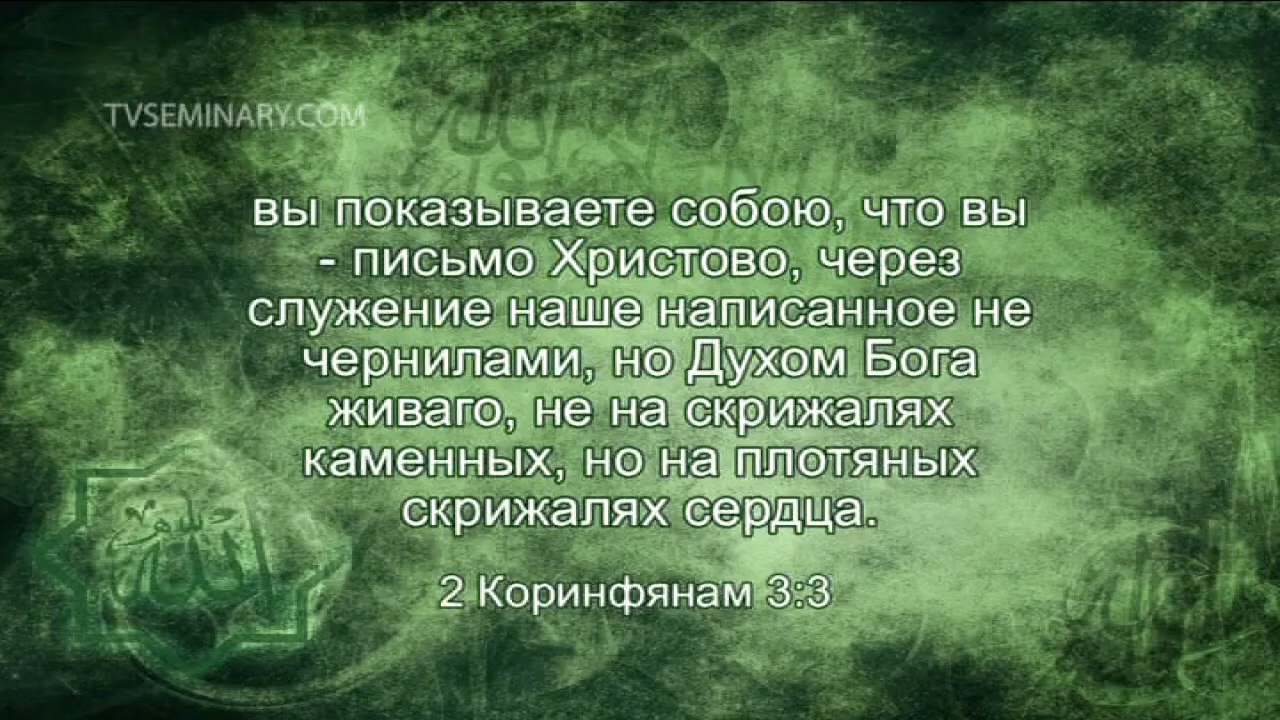 TVSEMINARY.COM
вы показываете собою, что вы
- письмо Христово, через
служение наше написанное не
чернилами, но Духом Бога
живаго, не на скрижалях
каменных, но на плотяных
скрижалях сердца.
2 Коринфянам 3:3
الله